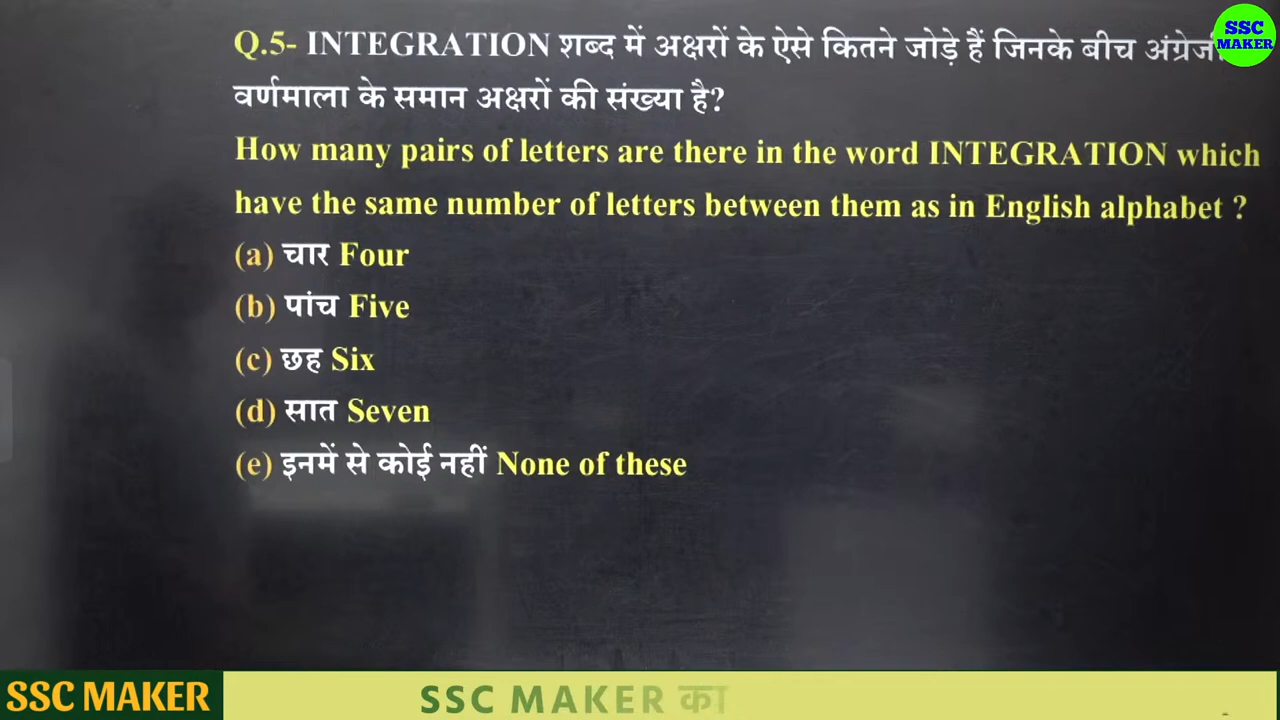 Q.5- INTEGRATION शब्द में अक्षरों के ऐसे कितने जोड़े हैं जिनके बीच अंग्रेजी
SSC
MAKER
वर्णमाला के समान अक्षरों की संख्या है?
How many pairs of letters are there in the word INTEGRATION which
have the same number of letters between them as in English alphabet ?
(a) चार Four
(b) पांच Five
(c) छह Six
(d) सात Seven
(e) इनमें से कोई नहीं None of these
SSC MAKER
SSC MAKER का